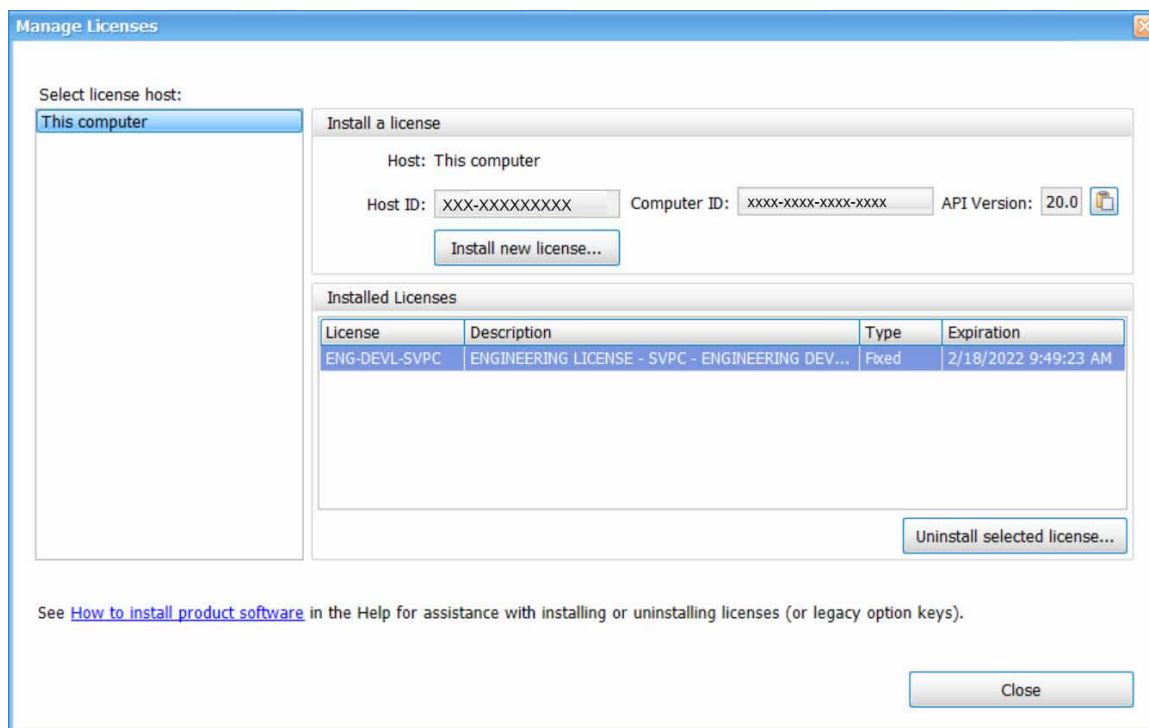 Manage Licenses
Select license host:
This computer
Install a license
Host: This computer
Host ID: XXX-XXXXXXXXX Computer ID: xxxx-xxxx-xxxx-xxxx API Version: 20.0
Install new license...
Installed Licenses
License Description Type Expiration
ENG-DEVL-SVPC ENGINEERING LICENSE - SVPC - ENGINEERING DEV... Fixed 2/18/2022 9:49:23 AM
Uninstall selected license...
See How to install product software in the Help for assistance with installing or uninstalling licenses (or legacy option keys).
Close